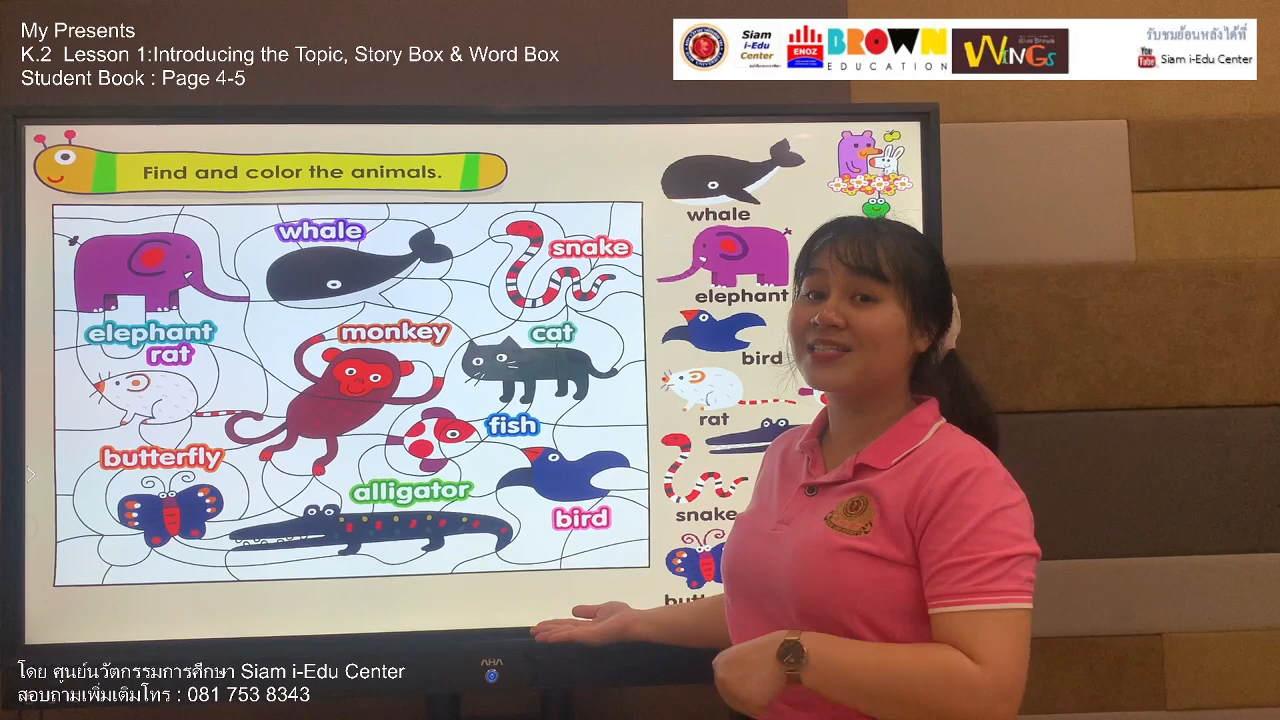 My Presents
K.2 Lesson 1:Introducing the Topic, Story Box & Word Box
Student Book : Page 4-5
Siam
i-Edu
Center
ENOZ
BROWN
EDUCATION
WiNGs
รับชมย้อนหลังได้ที่
You
Tube
Siam i-Edu Center
Find and color the animals.
whale
snake
elephant
rat
monkey
cat
fish
butterfly
alligator
bird
whale
elephant
bird
rat
snake
โดย ศูนย์นวัตกรรมการศึกษา Siam i-Edu Center
สอบถามเพิ่มเติมโทร : 081 753 8343